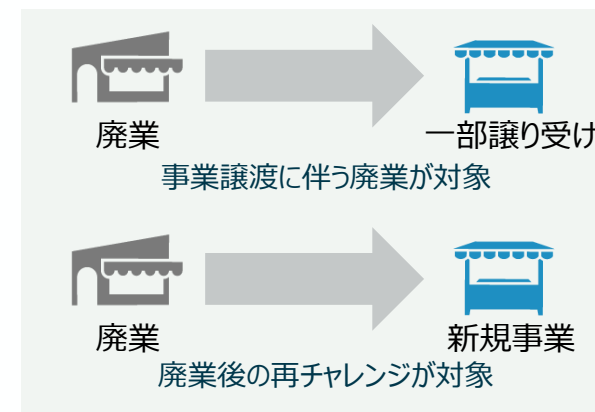 廃業 一部譲り受け
事業譲渡に伴う廃業が対象
廃業 新規事業
廃業後の再チャレンジが対象